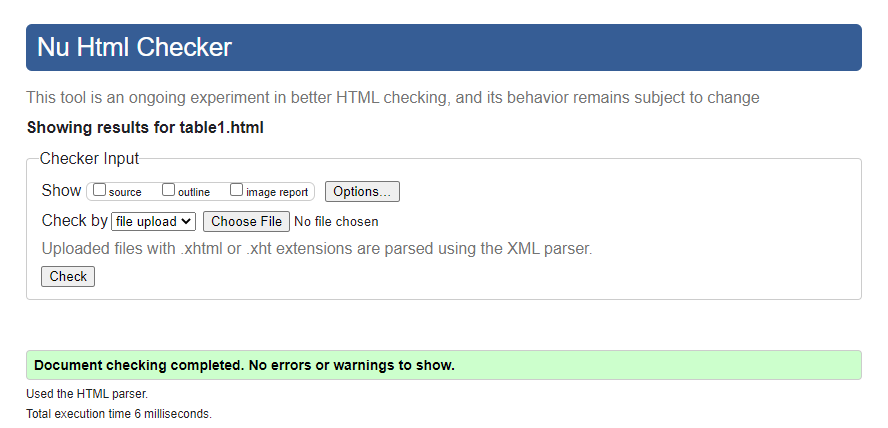 Nu Html Checker
This tool is an ongoing experiment in better HTML checking, and its behavior remains subject to change
Showing results for table1.html
Checker Input
Show source outline image report Options...
Check by file upload Choose File No file chosen
Uploaded files with .xhtml or .xht extensions are parsed using the XML parser.
Check
Document checking completed. No errors or warnings to show.
Used the HTML parser.
Total execution time 6 milliseconds.